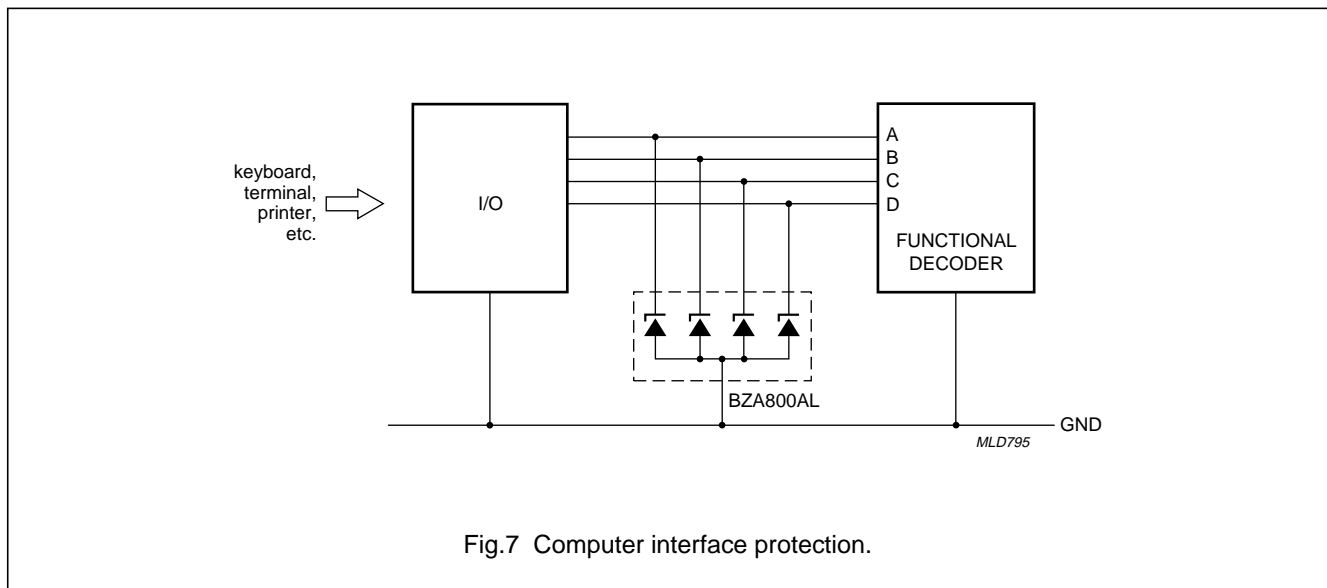 keyboard,
terminal,
printer,
etc.
I/O
A
B
C
D
FUNCTIONAL
DECODER
BZA800AL
GND
MLD795
Fig.7 Computer interface protection.